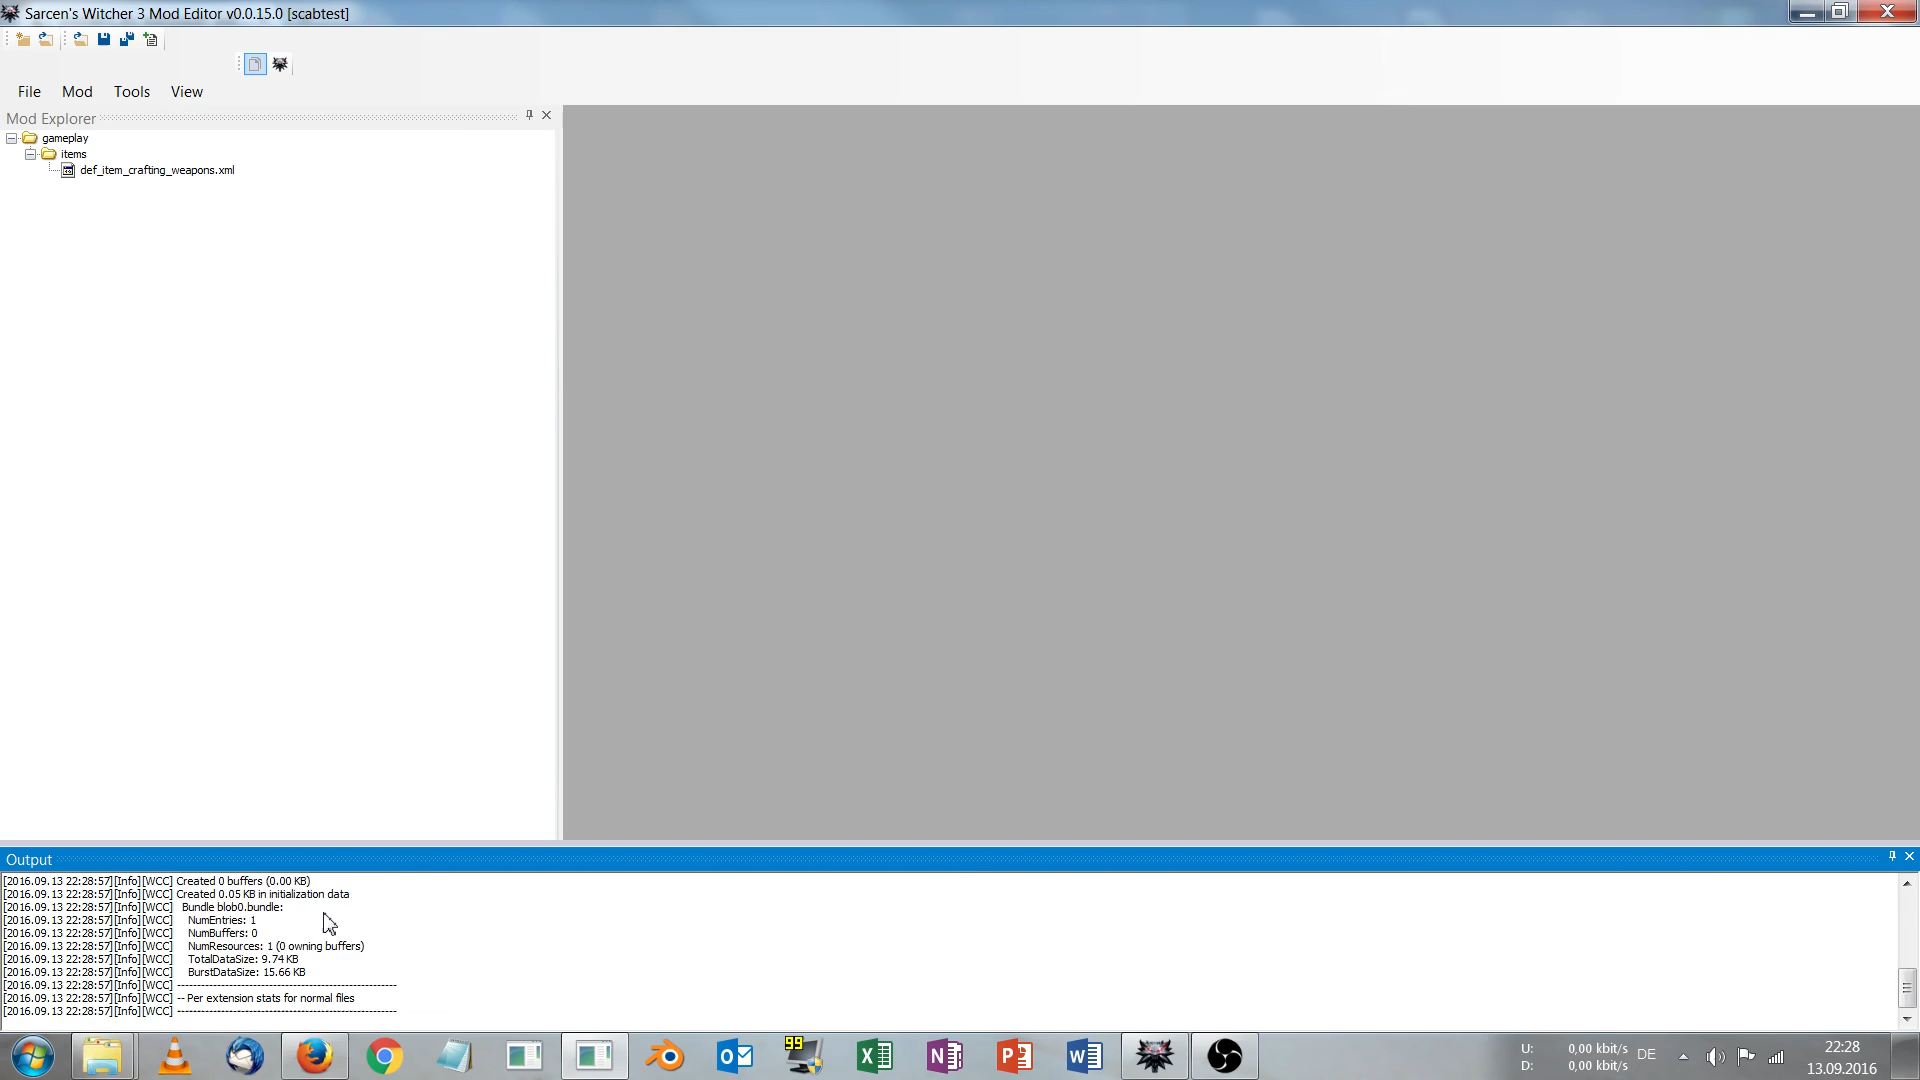 Sarcen's Witcher 3 Mod Editor v0.0.15.0 [scabtest]
File Mod Tools View
Mod Explorer
gameplay
items
def_item_crafting_weapons.xml
Output
[2016.09.13 22:28:57][Info][WCC] Created 0 buffers (0.00 KB)
[2016.09.13 22:28:57][Info][WCC] Created 0.05 KB in initialization data
[2016.09.13 22:28:57][Info][WCC] Bundle blob0.bundle:
[2016.09.13 22:28:57][Info][WCC] NumEntries: 1
[2016.09.13 22:28:57][Info][WCC] NumBuffers: 0
[2016.09.13 22:28:57][Info][WCC] NumResources: 1 (0 owning buffers)
[2016.09.13 22:28:57][Info][WCC] TotalDataSize: 9.74 KB
[2016.09.13 22:28:57][Info][WCC] BurstDataSize: 15.66 KB
[2016.09.13 22:28:57][Info][WCC] -------------------------------------------------------
[2016.09.13 22:28:57][Info][WCC] -- Per extension stats for normal files
[2016.09.13 22:28:57][Info][WCC] -------------------------------------------------------
99
U: 0,00 kbit/s
D: 0,00 kbit/s
DE
22:28
13.09.2016